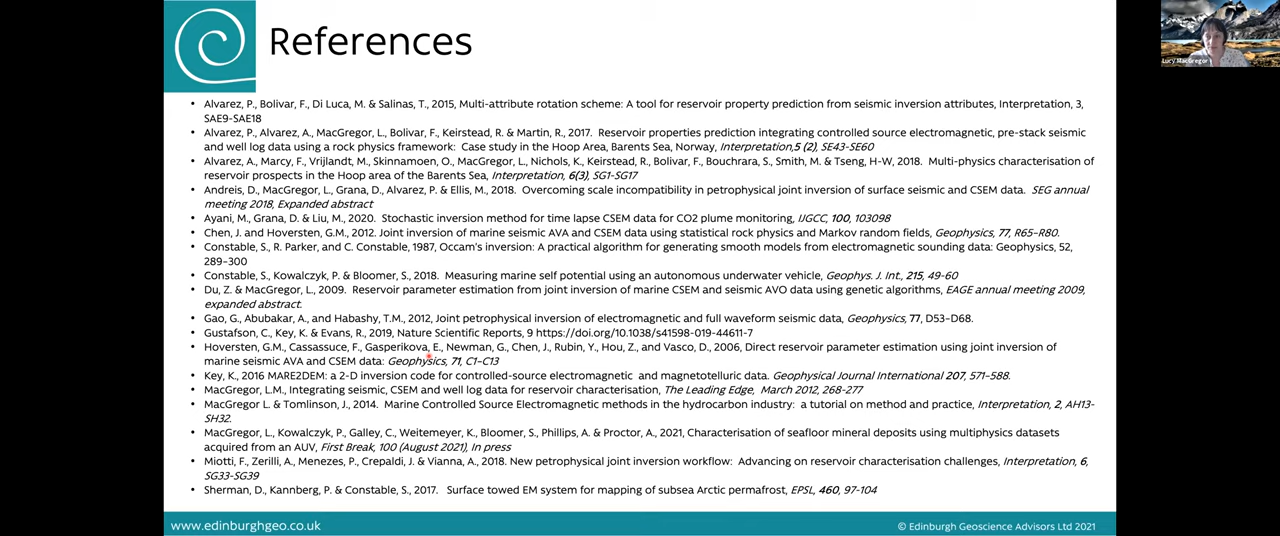 References
Lucy MacGregor
• Alvarez, P., Bolivar, F., Di Luca, M. & Salinas, T., 2015, Multi-attribute rotation scheme: A tool for reservoir property prediction from seismic inversion attributes, Interpretation, 3,
SAE9-SAE18
• Alvarez, P., Alvarez, A., MacGregor, L., Bolivar, F., Keirstead, R. & Martin, R., 2017. Reservoir properties prediction integrating controlled source electromagnetic, pre-stack seismic
and well log data using a rock physics framework: Case study in the Hoop Area, Barents Sea, Norway, Interpretation,5 (2), SE43-SE60
• Alvarez, A., Marcy, F., Vrijlandt, M., Skinnamoen, O., MacGregor, L., Nichols, K., Keirstead, R., Bolivar, F., Bouchrara, S., Smith, M. & Tseng, H-W, 2018. Multi-physics characterisation of
reservoir prospects in the Hoop area of the Barents Sea, Interpretation, 6(3), SG1-SG17
• Andreis, D., MacGregor, L., Grana, D., Alvarez, P. & Ellis, M., 2018. Overcoming scale incompatibility in petrophysical joint inversion of surface seismic and CSEM data. SEG annual
meeting 2018, Expanded abstract
• Ayani, M., Grana, D. & Liu, M., 2020. Stochastic inversion method for time lapse CSEM data for CO2 plume monitoring, IJGCC, 100, 103098
• Chen, J. and Hoversten, G.M., 2012. Joint inversion of marine seismic AVA and CSEM data using statistical rock physics and Markov random fields, Geophysics, 77, R65–R80.
• Constable, S., R. Parker, and C. Constable, 1987, Occam's inversion: A practical algorithm for generating smooth models from electromagnetic sounding data: Geophysics, 52,
289–300
• Constable, S., Kowalczyk, P. & Bloomer, S., 2018. Measuring marine self potential using an autonomous underwater vehicle, Geophys. J. Int., 215, 49-60
• Du, Z. & MacGregor, L., 2009. Reservoir parameter estimation from joint inversion of marine CSEM and seismic AVO data using genetic algorithms, EAGE annual meeting 2009,
expanded abstract.
• Gao, G., Abubakar, A., and Habashy, T.M., 2012, Joint petrophysical inversion of electromagnetic and full waveform seismic data, Geophysics, 77, D53–D68.
• Gustafson, C., Key, K. & Evans, R., 2019, Nature Scientific Reports, 9 https://doi.org/10.1038/s41598-019-44611-7
• Hoversten, G.M., Cassassuce, F., Gasperikova, E., Newman, G., Chen, J., Rubin, Y., Hou, Z., and Vasco, D., 2006, Direct reservoir parameter estimation using joint inversion of
marine seismic AVA and CSEM data: Geophysics, 71, C1–C13
• Key, K., 2016 MARE2DEM: a 2-D inversion code for controlled-source electromagnetic and magnetotelluric data. Geophysical Journal International 207, 571–588.
• MacGregor, L.M., Integrating seismic, CSEM and well log data for reservoir characterisation, The Leading Edge, March 2012, 268-277
• MacGregor L. & Tomlinson, J., 2014. Marine Controlled Source Electromagnetic methods in the hydrocarbon industry: a tutorial on method and practice, Interpretation, 2, AH13-
SH32.
• MacGregor, L., Kowalczyk, P., Galley, C., Weitemeyer, K., Bloomer, S., Phillips, A. & Proctor, A., 2021, Characterisation of seafloor mineral deposits using multiphysics datasets
acquired from an AUV, First Break, 100 (August 2021), In press
• Miotti, F., Zerilli, A., Menezes, P., Crepaldi, J. & Vianna, A., 2018. New petrophysical joint inversion workflow: Advancing on reservoir characterisation challenges, Interpretation, 6,
SG33-SG39
• Sherman, D., Kannberg, P. & Constable, S., 2017. Surface towed EM system for mapping of subsea Arctic permafrost, EPSL, 460, 97-104
www.edinburghgeo.co.uk
© Edinburgh Geoscience Advisors Ltd 2021